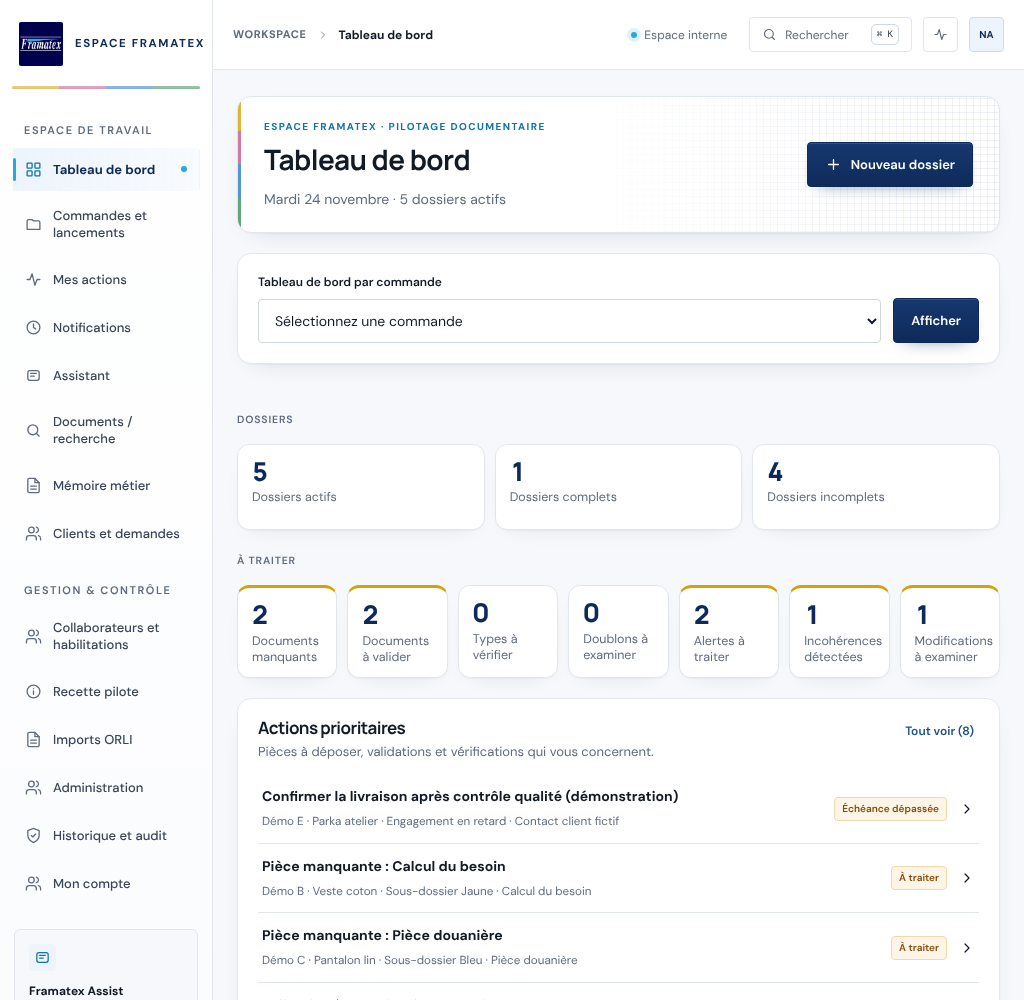 Framatex
ESPACE FRAMATEX
WORKSPACE
Tableau de bord
Espace interne
Rechercher
⌘ K
NA
ESPACE DE TRAVAIL
Tableau de bord
Commandes et
lancements
Mes actions
Notifications
Assistant
Documents /
recherche
Mémoire métier
Clients et demandes
GESTION & CONTRÔLE
Collaborateurs et
habilitations
Recette pilote
Imports ORLI
Administration
Historique et audit
Mon compte
Framatex Assist
ESPACE FRAMATEX · PILOTAGE DOCUMENTAIRE
Tableau de bord
Mardi 24 novembre · 5 dossiers actifs
Nouveau dossier
Tableau de bord par commande
Sélectionnez une commande
Afficher
DOSSIERS
5
Dossiers actifs
1
Dossiers complets
4
Dossiers incomplets
À TRAITER
2
Documents
manquants
2
Documents
à valider
0
Types à
vérifier
0
Doublons à
examiner
2
Alertes à
traiter
1
Incohérences
détectées
1
Modifications
à examiner
Actions prioritaires
Tout voir (8)
Pièces à déposer, validations et vérifications qui vous concernent.
Confirmer la livraison après contrôle qualité (démonstration)
Démo E · Parka atelier · Engagement en retard · Contact client fictif
Échéance dépassée
Pièce manquante : Calcul du besoin
Démo B · Veste coton · Sous-dossier Jaune · Calcul du besoin
À traiter
Pièce manquante : Pièce douanière
Démo C · Pantalon lin · Sous-dossier Bleu · Pièce douanière
À traiter